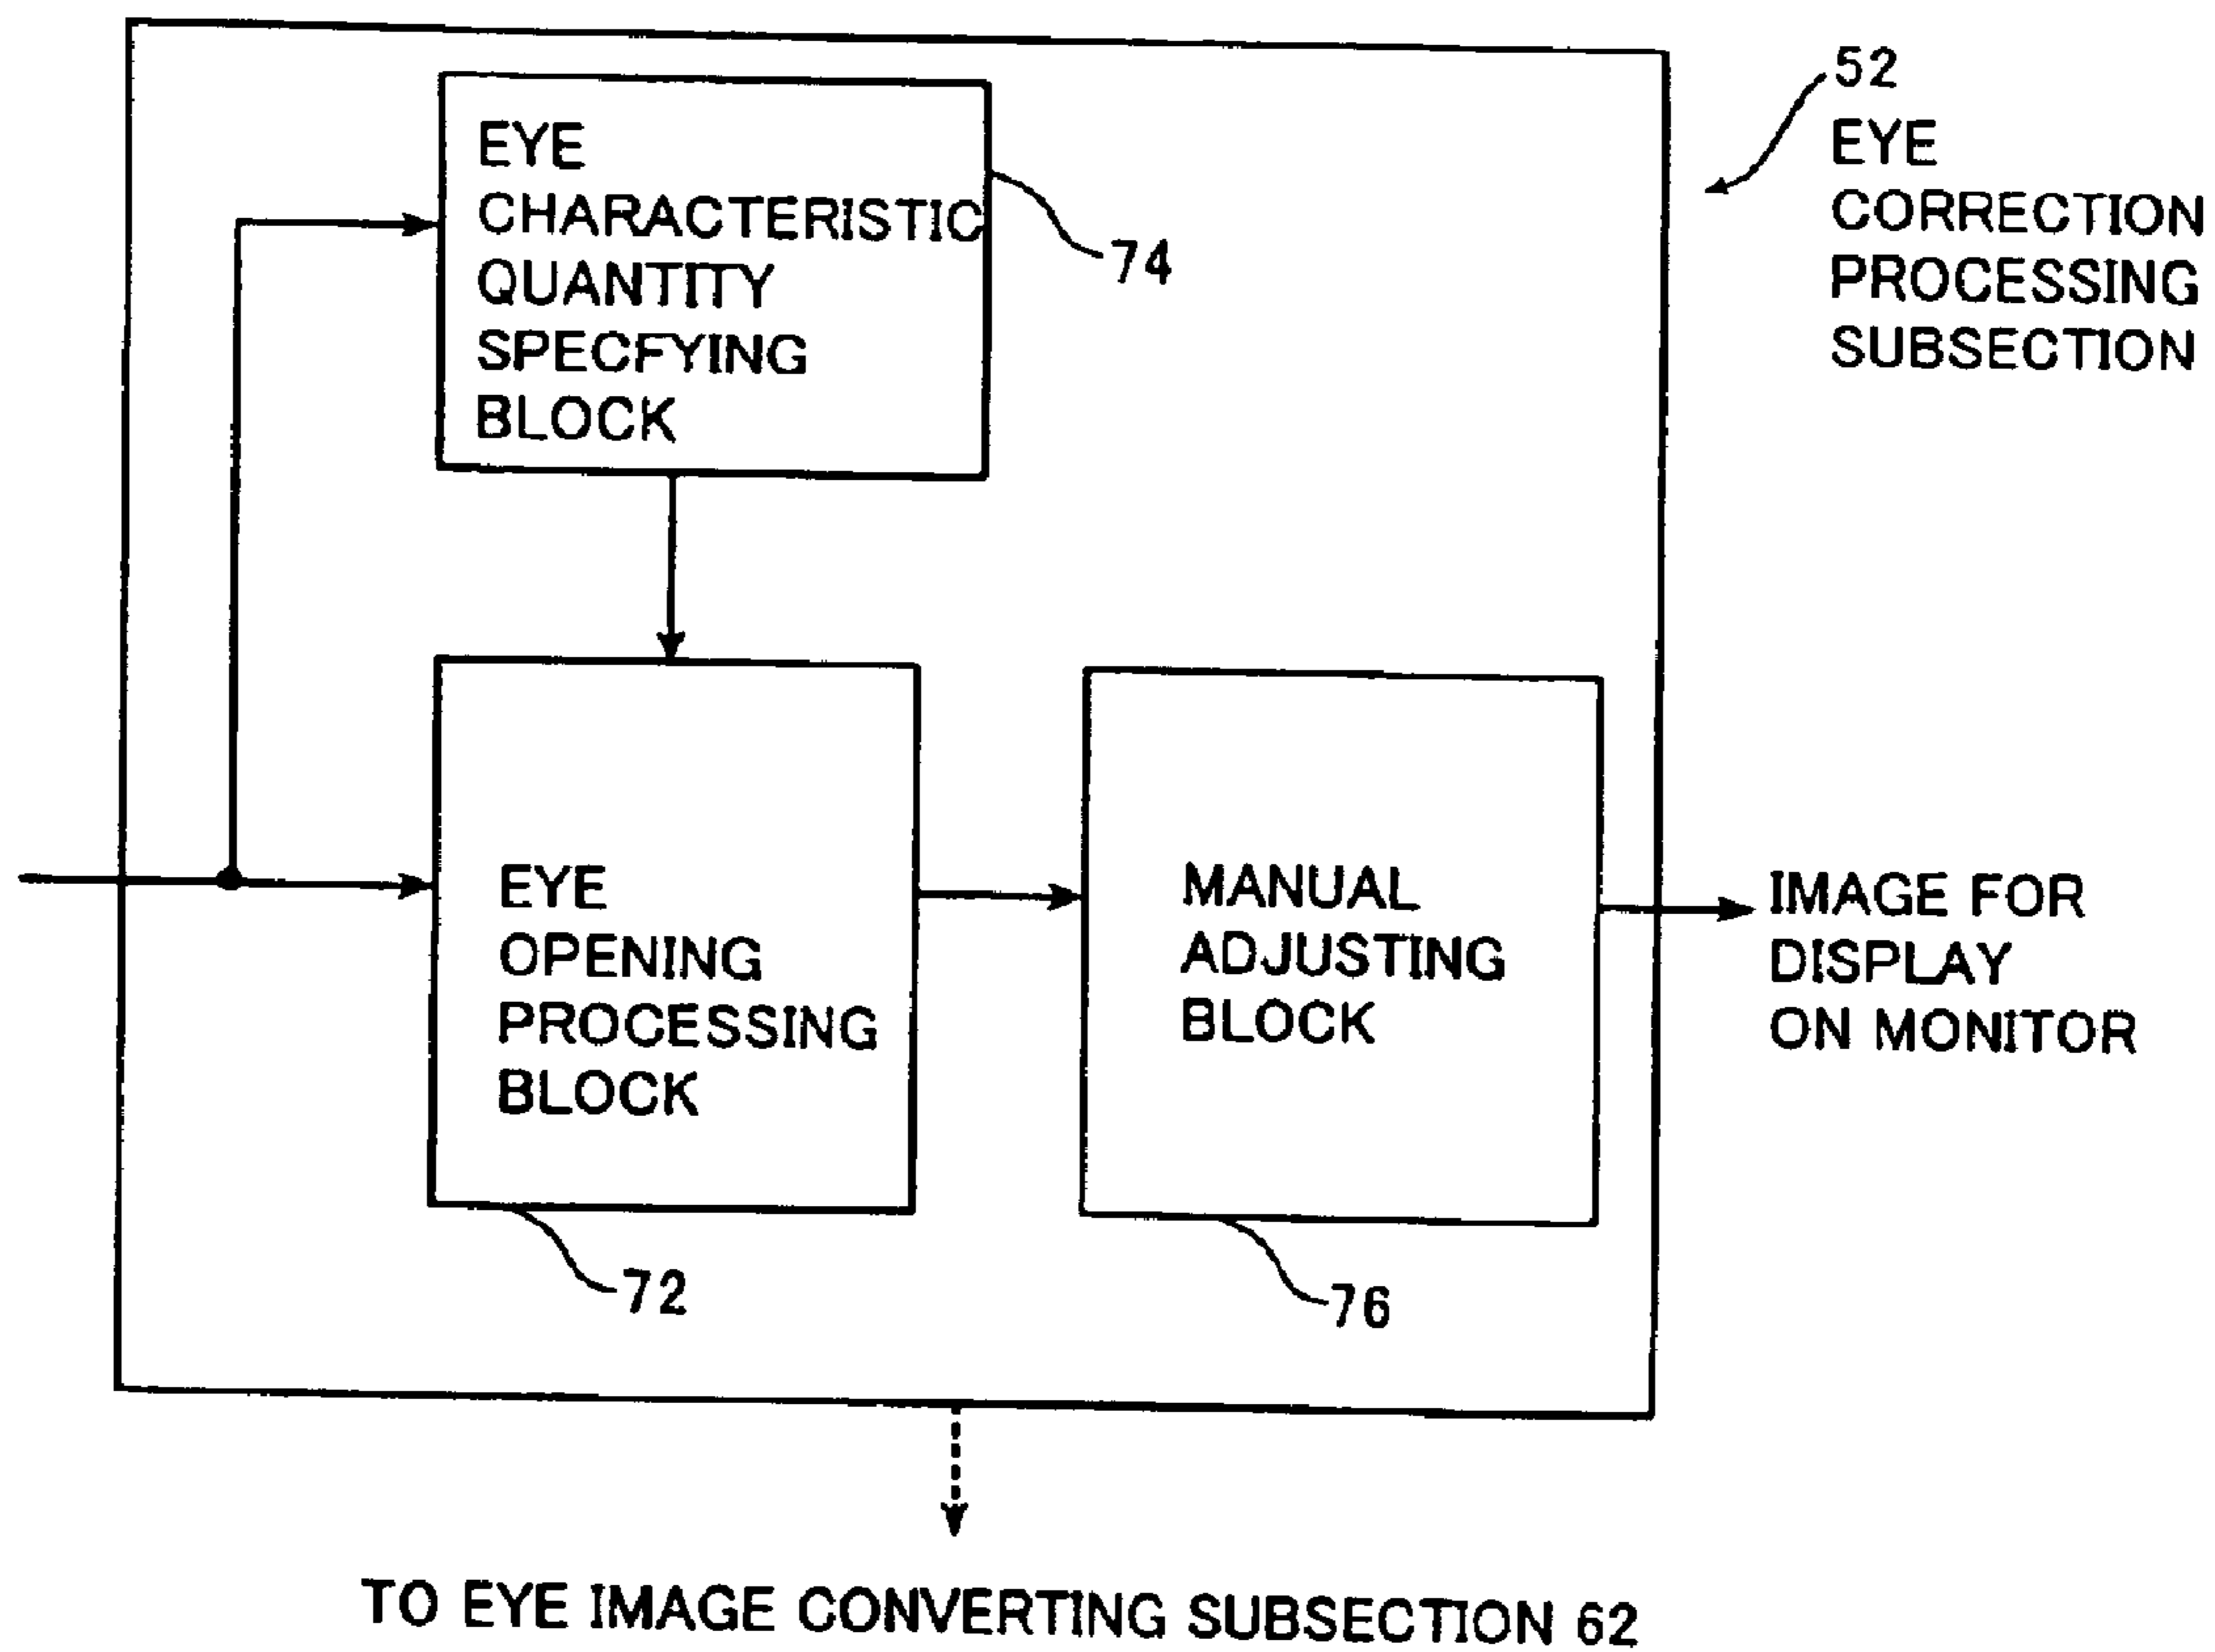 52
EYE
CORRECTION
PROCESSING
SUBSECTION
EYE
CHARACTERISTIC
QUANTITY
SPECFYING
BLOCK
74
EYE
OPENING
PROCESSING
BLOCK
72
MANUAL
ADJUSTING
BLOCK
76
IMAGE FOR
DISPLAY
ON MONITOR
TO EYE IMAGE CONVERTING SUBSECTION 62